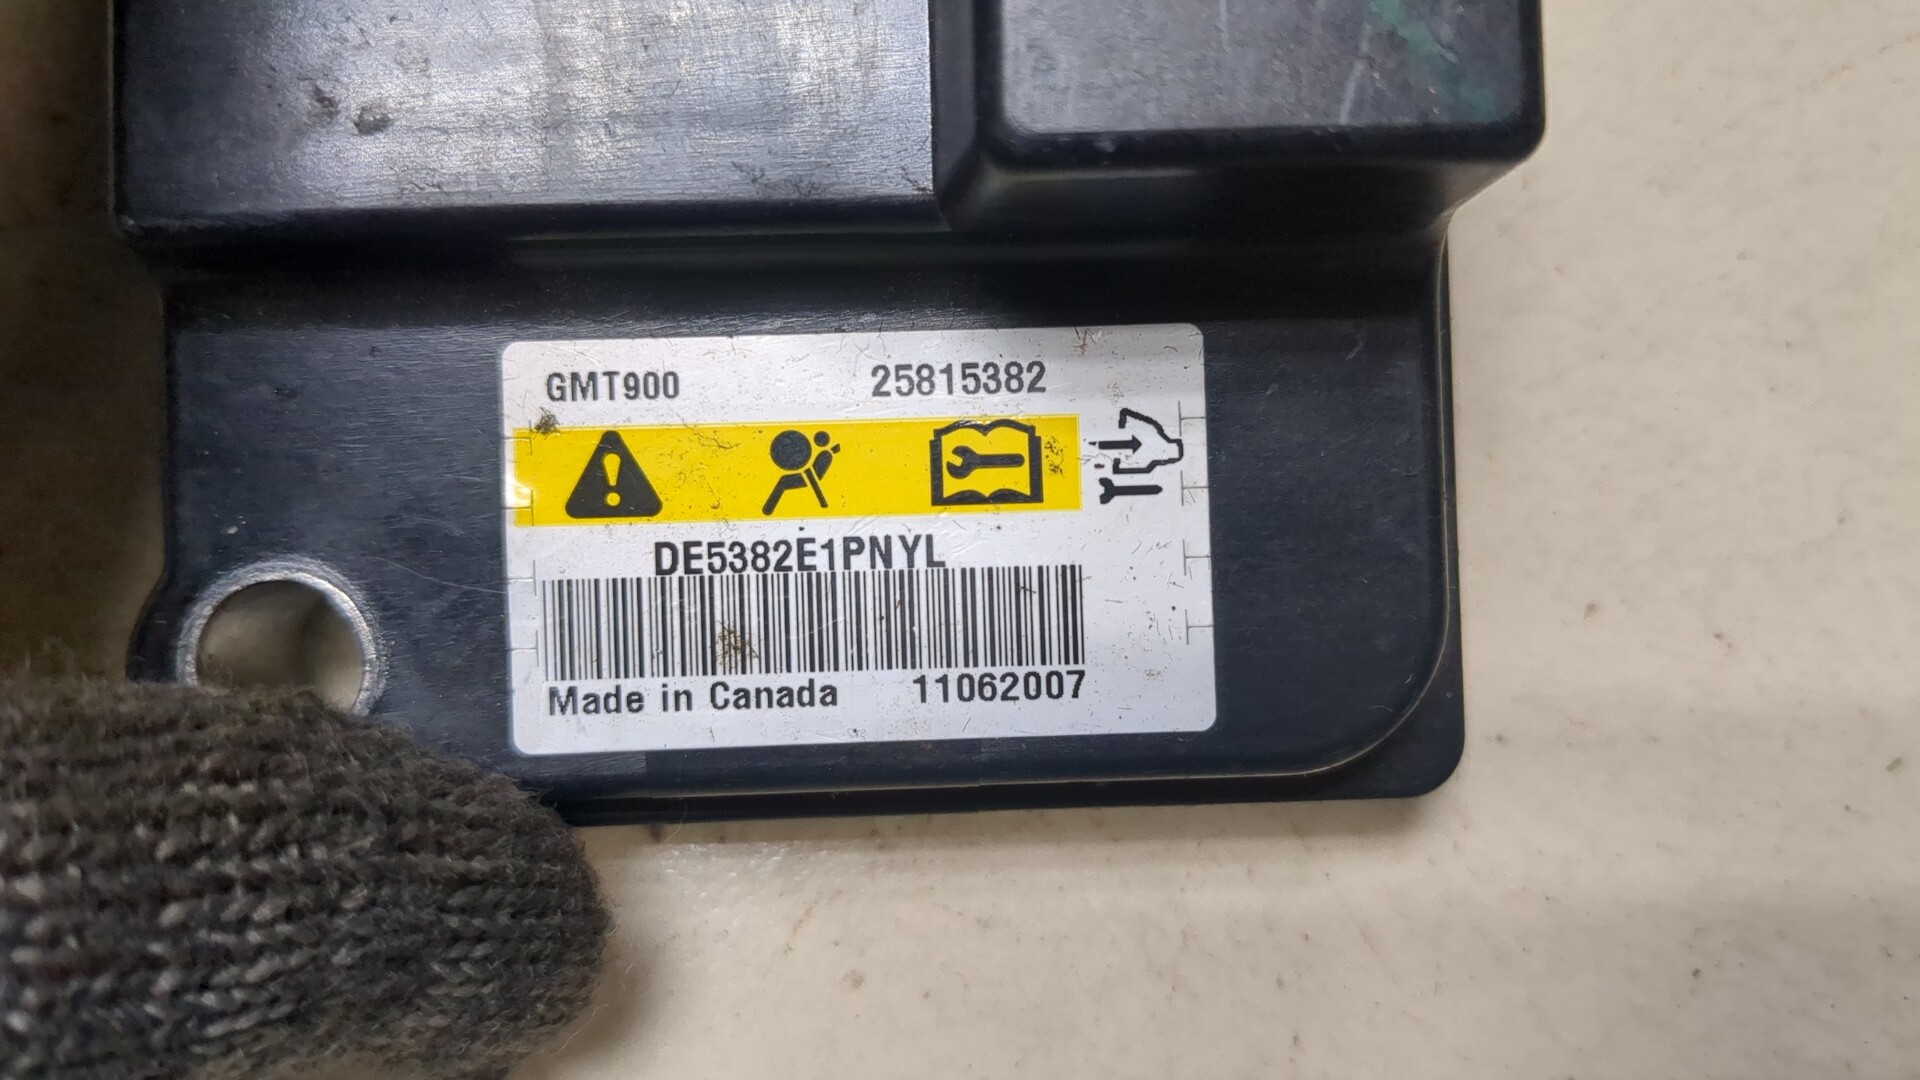 GMT900 25815382
DE5382E1PNYL
Made in Canada 11062007